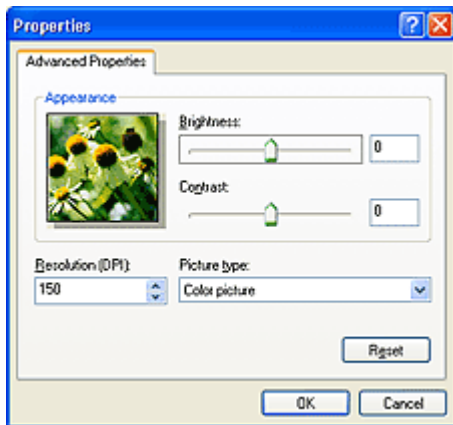 Properties
Advanced Properties
Appearance
Brightness:
0
Contrast:
0
Resolution (DPI):
150
Picture type:
Color picture
Reset
OK
Cancel